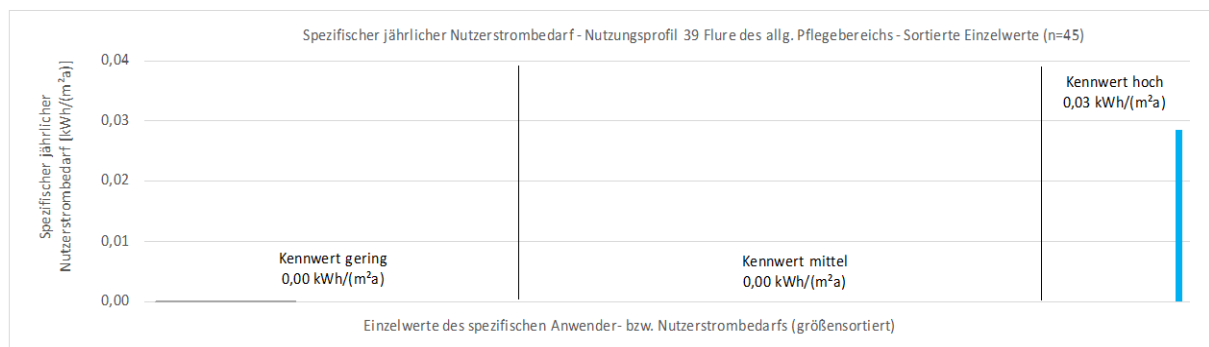 Spezifischer jährlicher Nutzerstrombedarf - Nutzungsprofil 39 Flure des allg. Pflegebereichs - Sortierte Einzelwerte (n=45)
Spezifischer jährlicher
Nutzerstrombedarf [kWh/(m²a)]
0,04
0,03
0,02
0,01
0,00
Kennwert gering
0,00 kWh/(m²a)
Kennwert mittel
0,00 kWh/(m²a)
Kennwert hoch
0,03 kWh/(m²a)
Einzelwerte des spezifischen Anwender- bzw. Nutzerstrombedarfs (größensortiert)